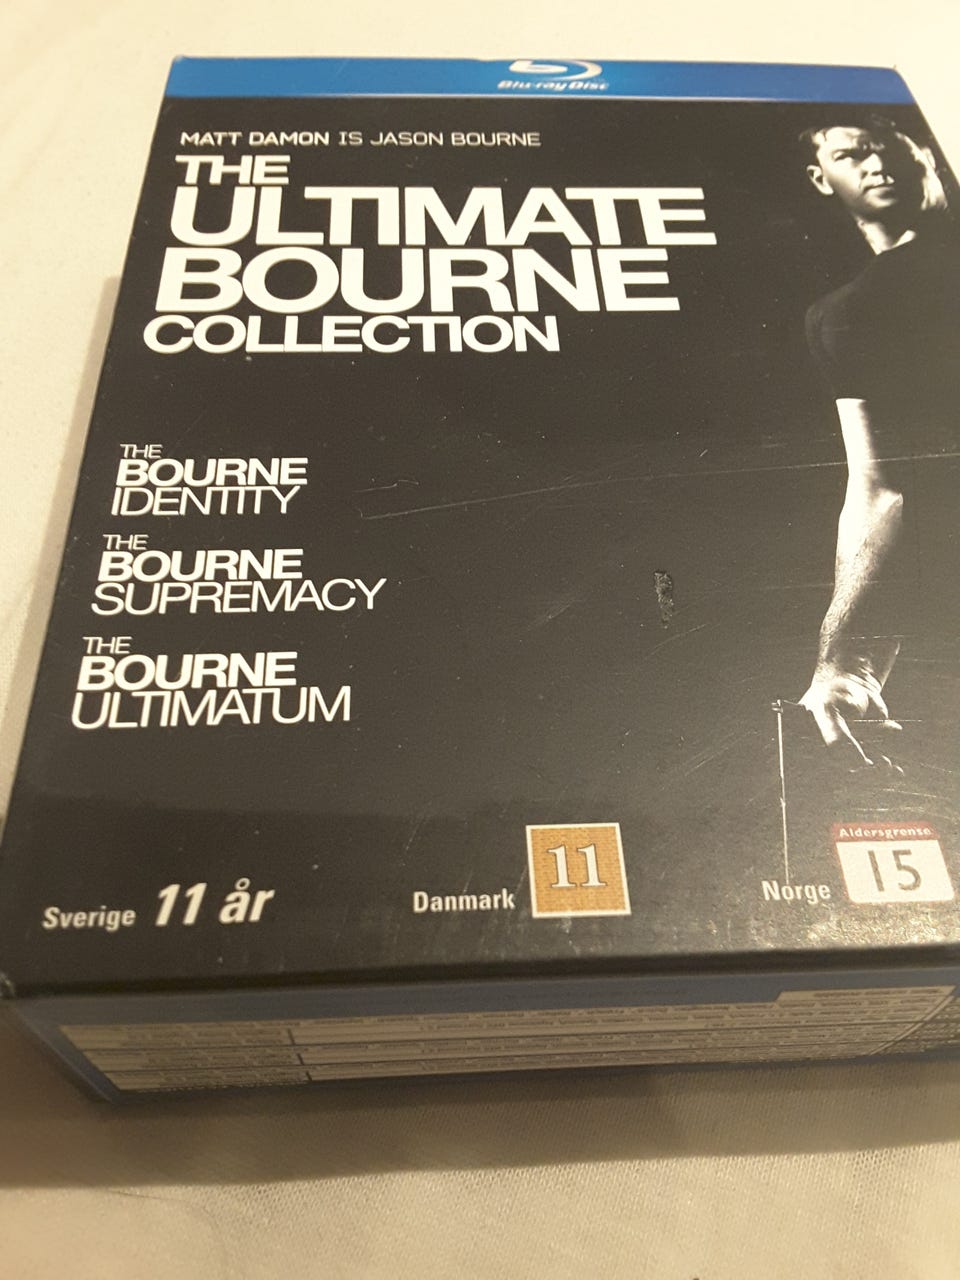 Blu-ray Disc
MATT DAMON IS JASON BOURNE
THE
ULTIMATE
BOURNE
COLLECTION
THE
BOURNE
IDENTITY
THE
BOURNE
SUPREMACY
THE
BOURNE
ULTIMATUM
Sverige 11 år
Danmark 11
Norge Aldersgrense 15